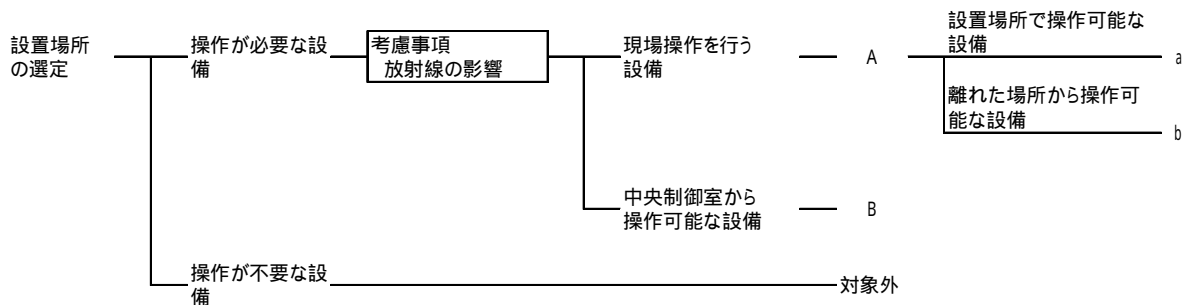 設置場所
の選定
操作が必要な設
備
考慮事項
放射線の影響
現場操作を行う
設備
A
設置場所で操作可能な
設備
a
離れた場所から操作可
能な設備
b
中央制御室から
操作可能な設備
B
操作が不要な設
備
対象外